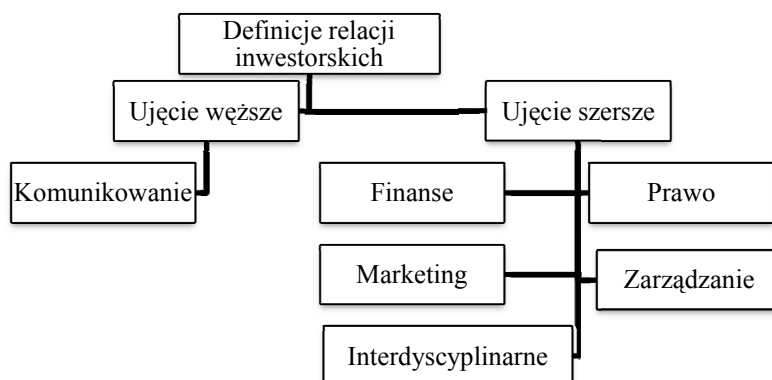 Definicje relacji
inwestorskich
Ujęcie węższe
Ujęcie szersze
Komunikowanie
Finanse
Prawo
Marketing
Zarządzanie
Interdyscyplinarne